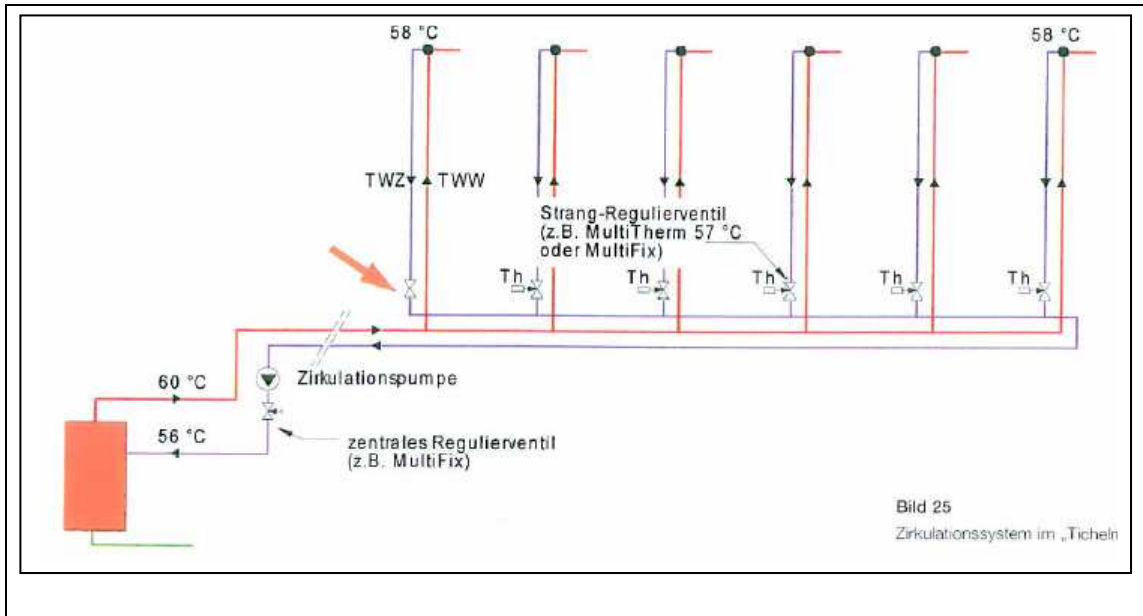 58 °C
58 °C
TWZ
TWW
Strang-Regulierventil
(z.B. MultiTherm 57 °C
oder MultiFix)
Th
Th
Th
Th
Th
Zirkulationspumpe
60 °C
56 °C
zentrales Regulierventil
(z.B. MultiFix)
Bild 25
Zirkulationssystem im „Ticheln